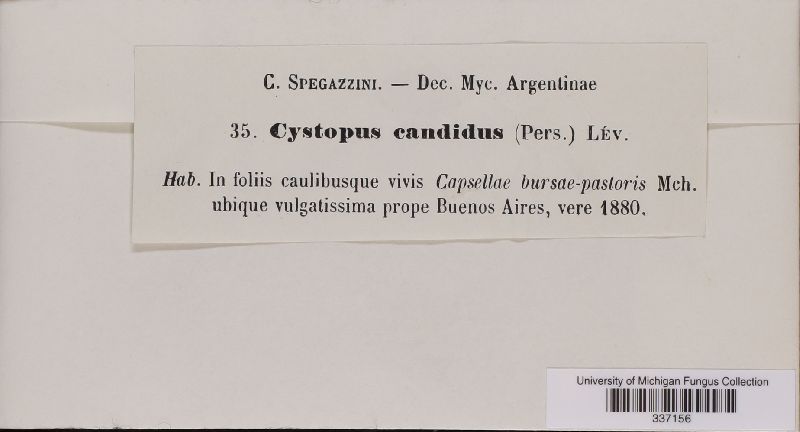 C. SPEGAZZINI. — Dec. Myc. Argentinae
35. Cystopus candidus (Pers.) LÉV.
Hab. In foliis caulibusque vivis Capsellae bursae-pastoris Mch.
ubique vulgatissima prope Buenos Aires, vere 1880.
University of Michigan Fungus Collection
337156